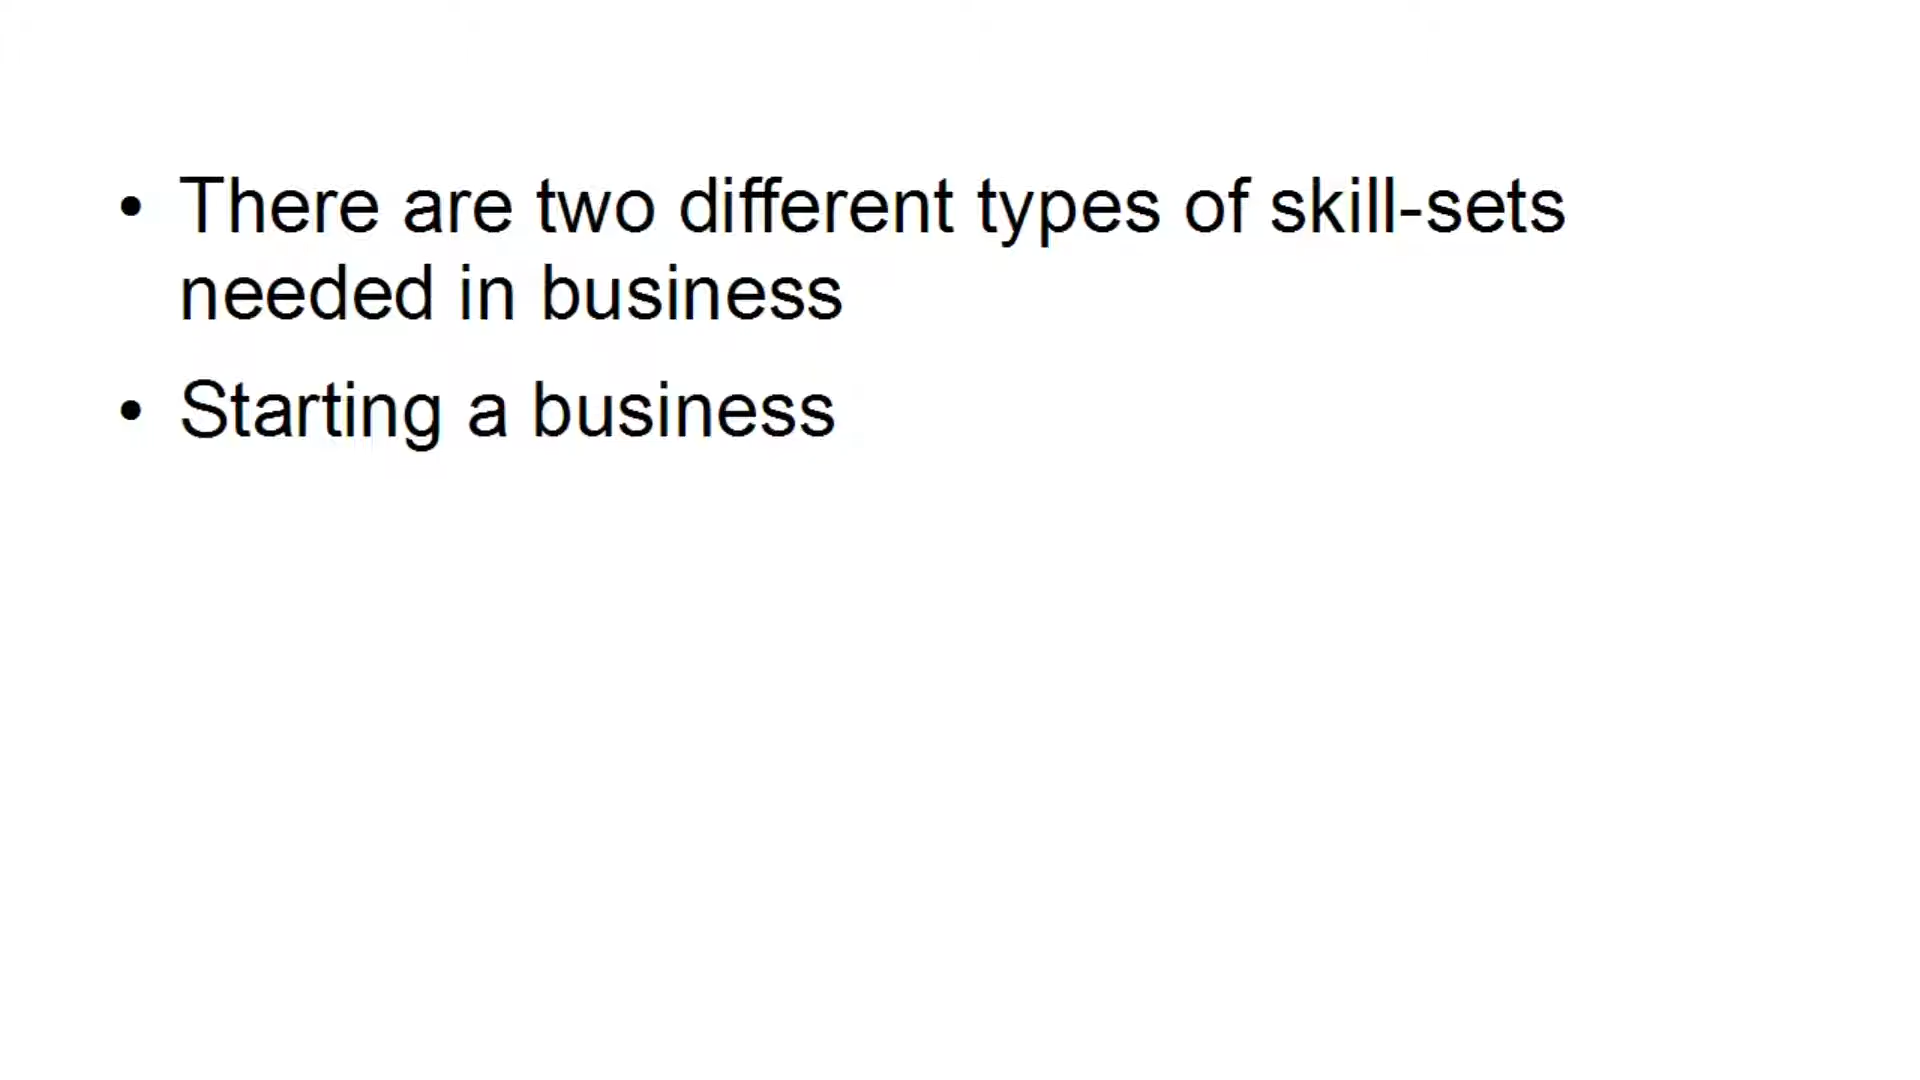 • There are two different types of skill-sets
needed in business
• Starting a business